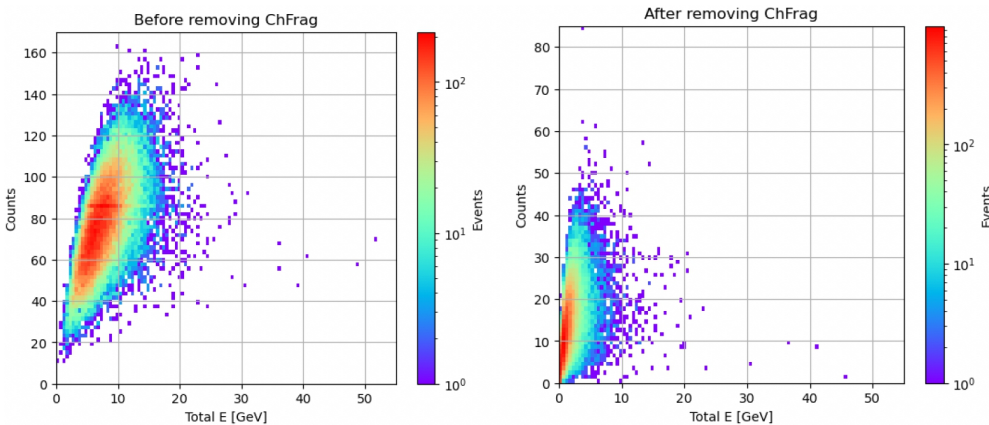 Before removing ChFrag
160
140
120
100
80
60
40
20
0
Counts
0 10 20 30 40 50
Total E [GeV]
10²
10¹
10⁰
Events
After removing ChFrag
80
70
60
50
40
30
20
10
0
Counts
0 10 20 30 40 50
Total E [GeV]
10²
10¹
10⁰
Events